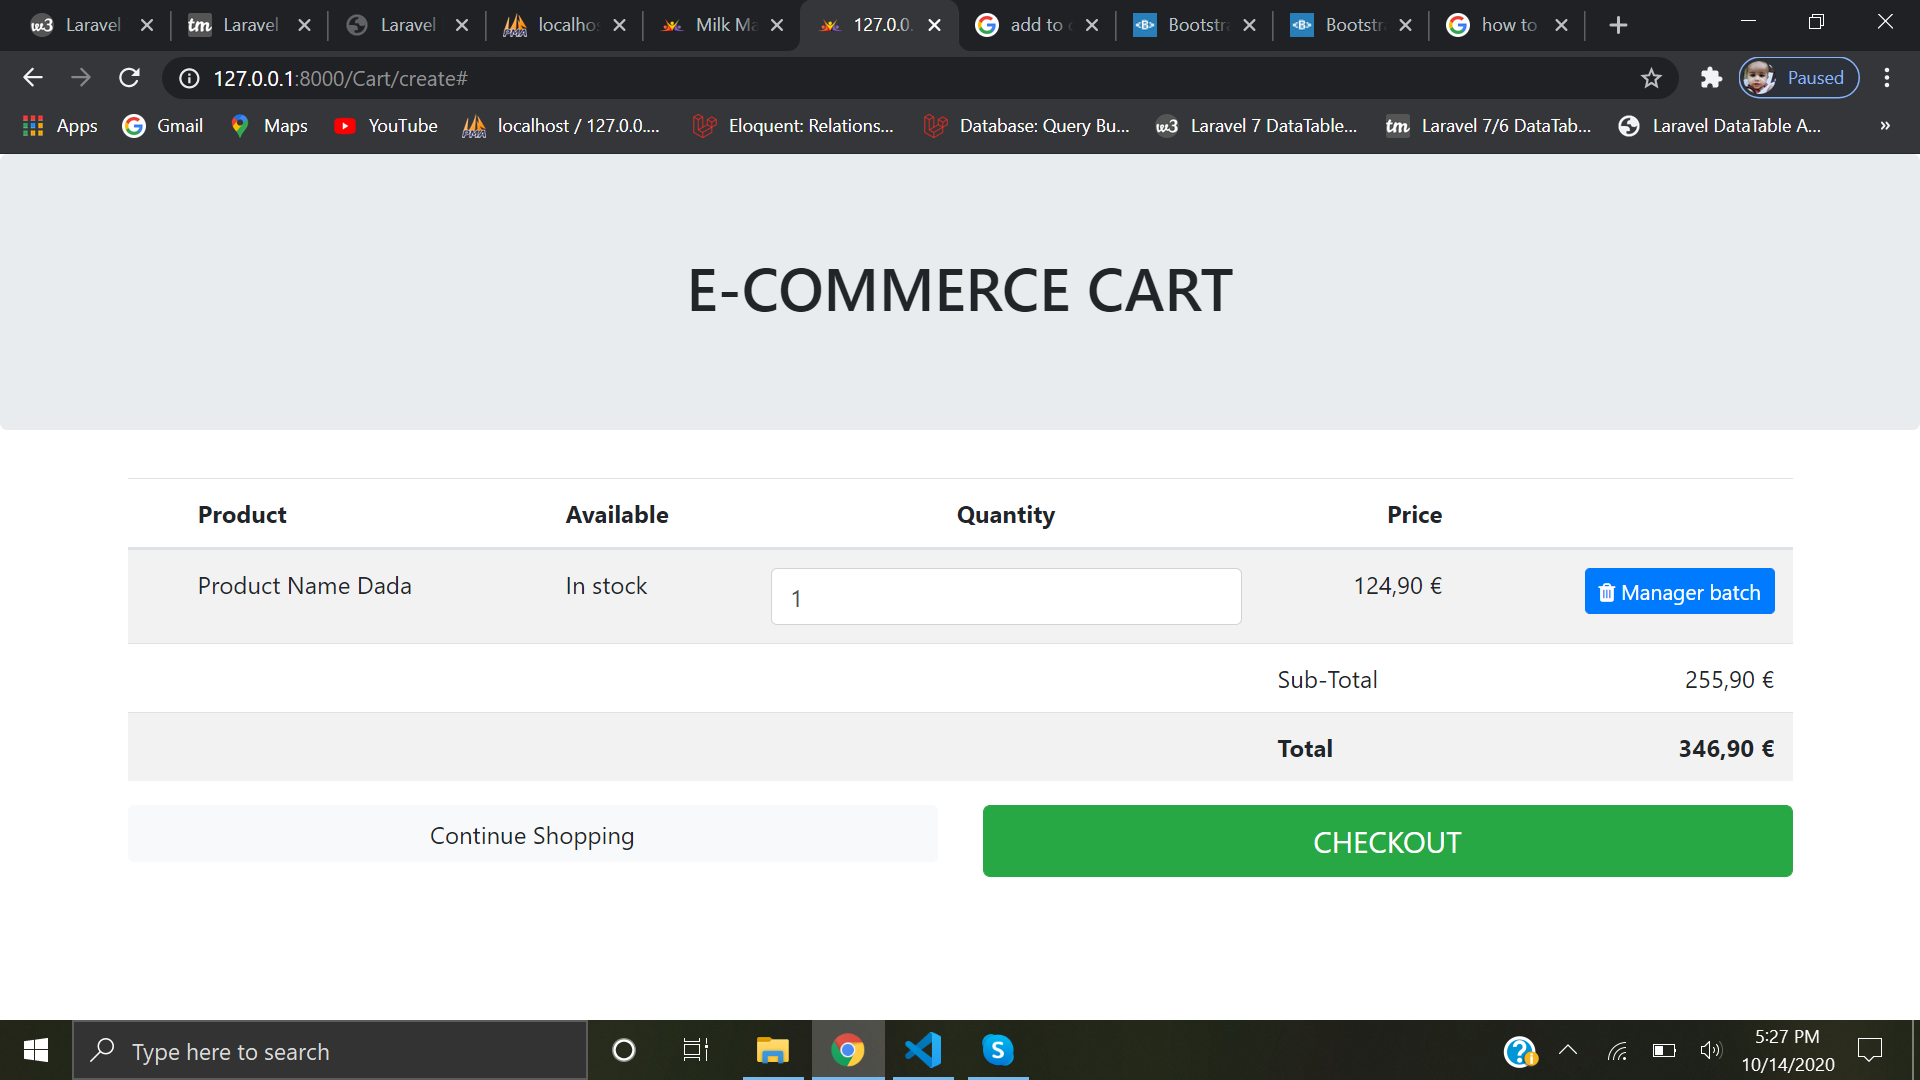 Laravel Laravel Laravel localho Milk Ma 127.0.0. add to Bootstra Bootstra how to
127.0.0.1:8000/Cart/create# Paused
Apps Gmail Maps YouTube localhost / 127.0.0.... Eloquent: Relations... Database: Query Bu... Laravel 7 DataTable... Laravel 7/6 DataTab... Laravel DataTable A... »
E-COMMERCE CART
Product Available Quantity Price
Product Name Dada In stock 1 124,90 € Manager batch
Sub-Total 255,90 €
Total 346,90 €
Continue Shopping CHECKOUT
Type here to search
5:27 PM
10/14/2020